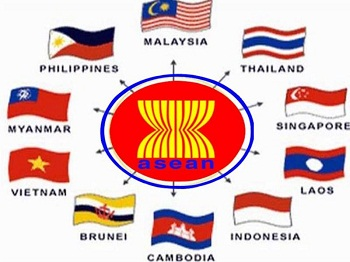 MALAYSIA
PHILIPPINES
THAILAND
MYANMAR
SINGAPORE
asean
VIETNAM
LAOS
BRUNEI
INDONESIA
CAMBODIA